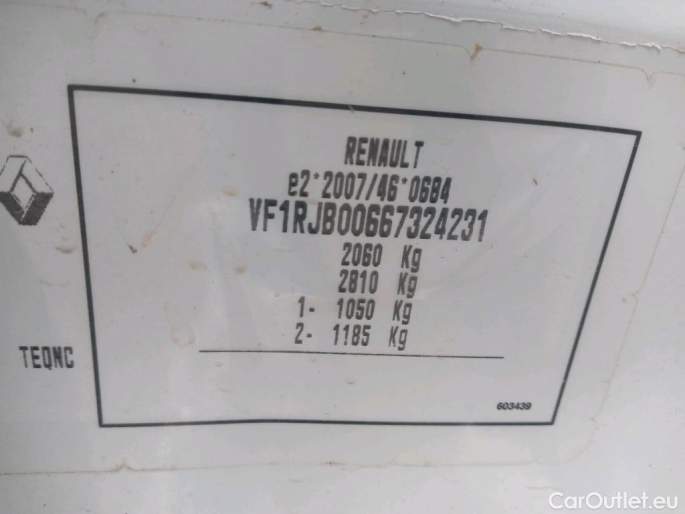 RENAULT
e2*2007/46*0684
VF1RJB00667324231
2060 Kg
2810 Kg
1- 1050 Kg
2- 1185 Kg
TEQNC
603439
CarOutlet.eu